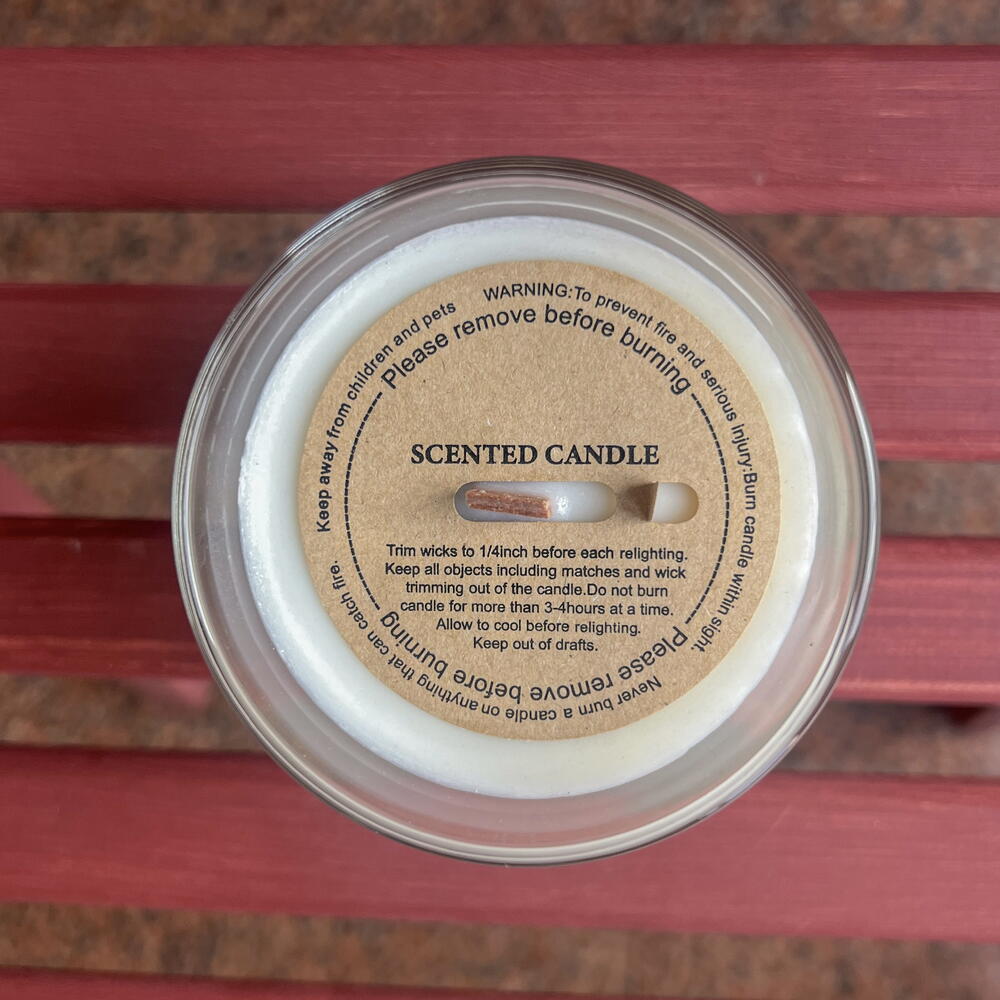 WARNING:To prevent fire and serious injury:Burn candle within sight.
Never burn a candle on anything that can catch fire.
Keep away from children and pets
Please remove before burning
SCENTED CANDLE
Trim wicks to 1/4inch before each relighting.
Keep all objects including matches and wick
trimming out of the candle.Do not burn
candle for more than 3-4hours at a time.
Allow to cool before relighting.
Keep out of drafts.
Please remove before burning